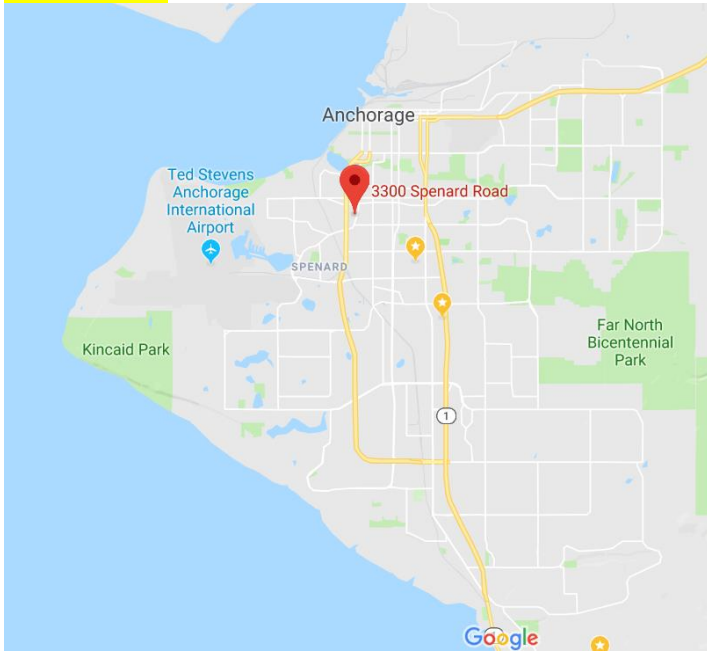 Anchorage
Ted Stevens
Anchorage
International
Airport
3300 Spenard Road
SPENARD
Kincaid Park
Far North
Bicentennial
Park
1
Google